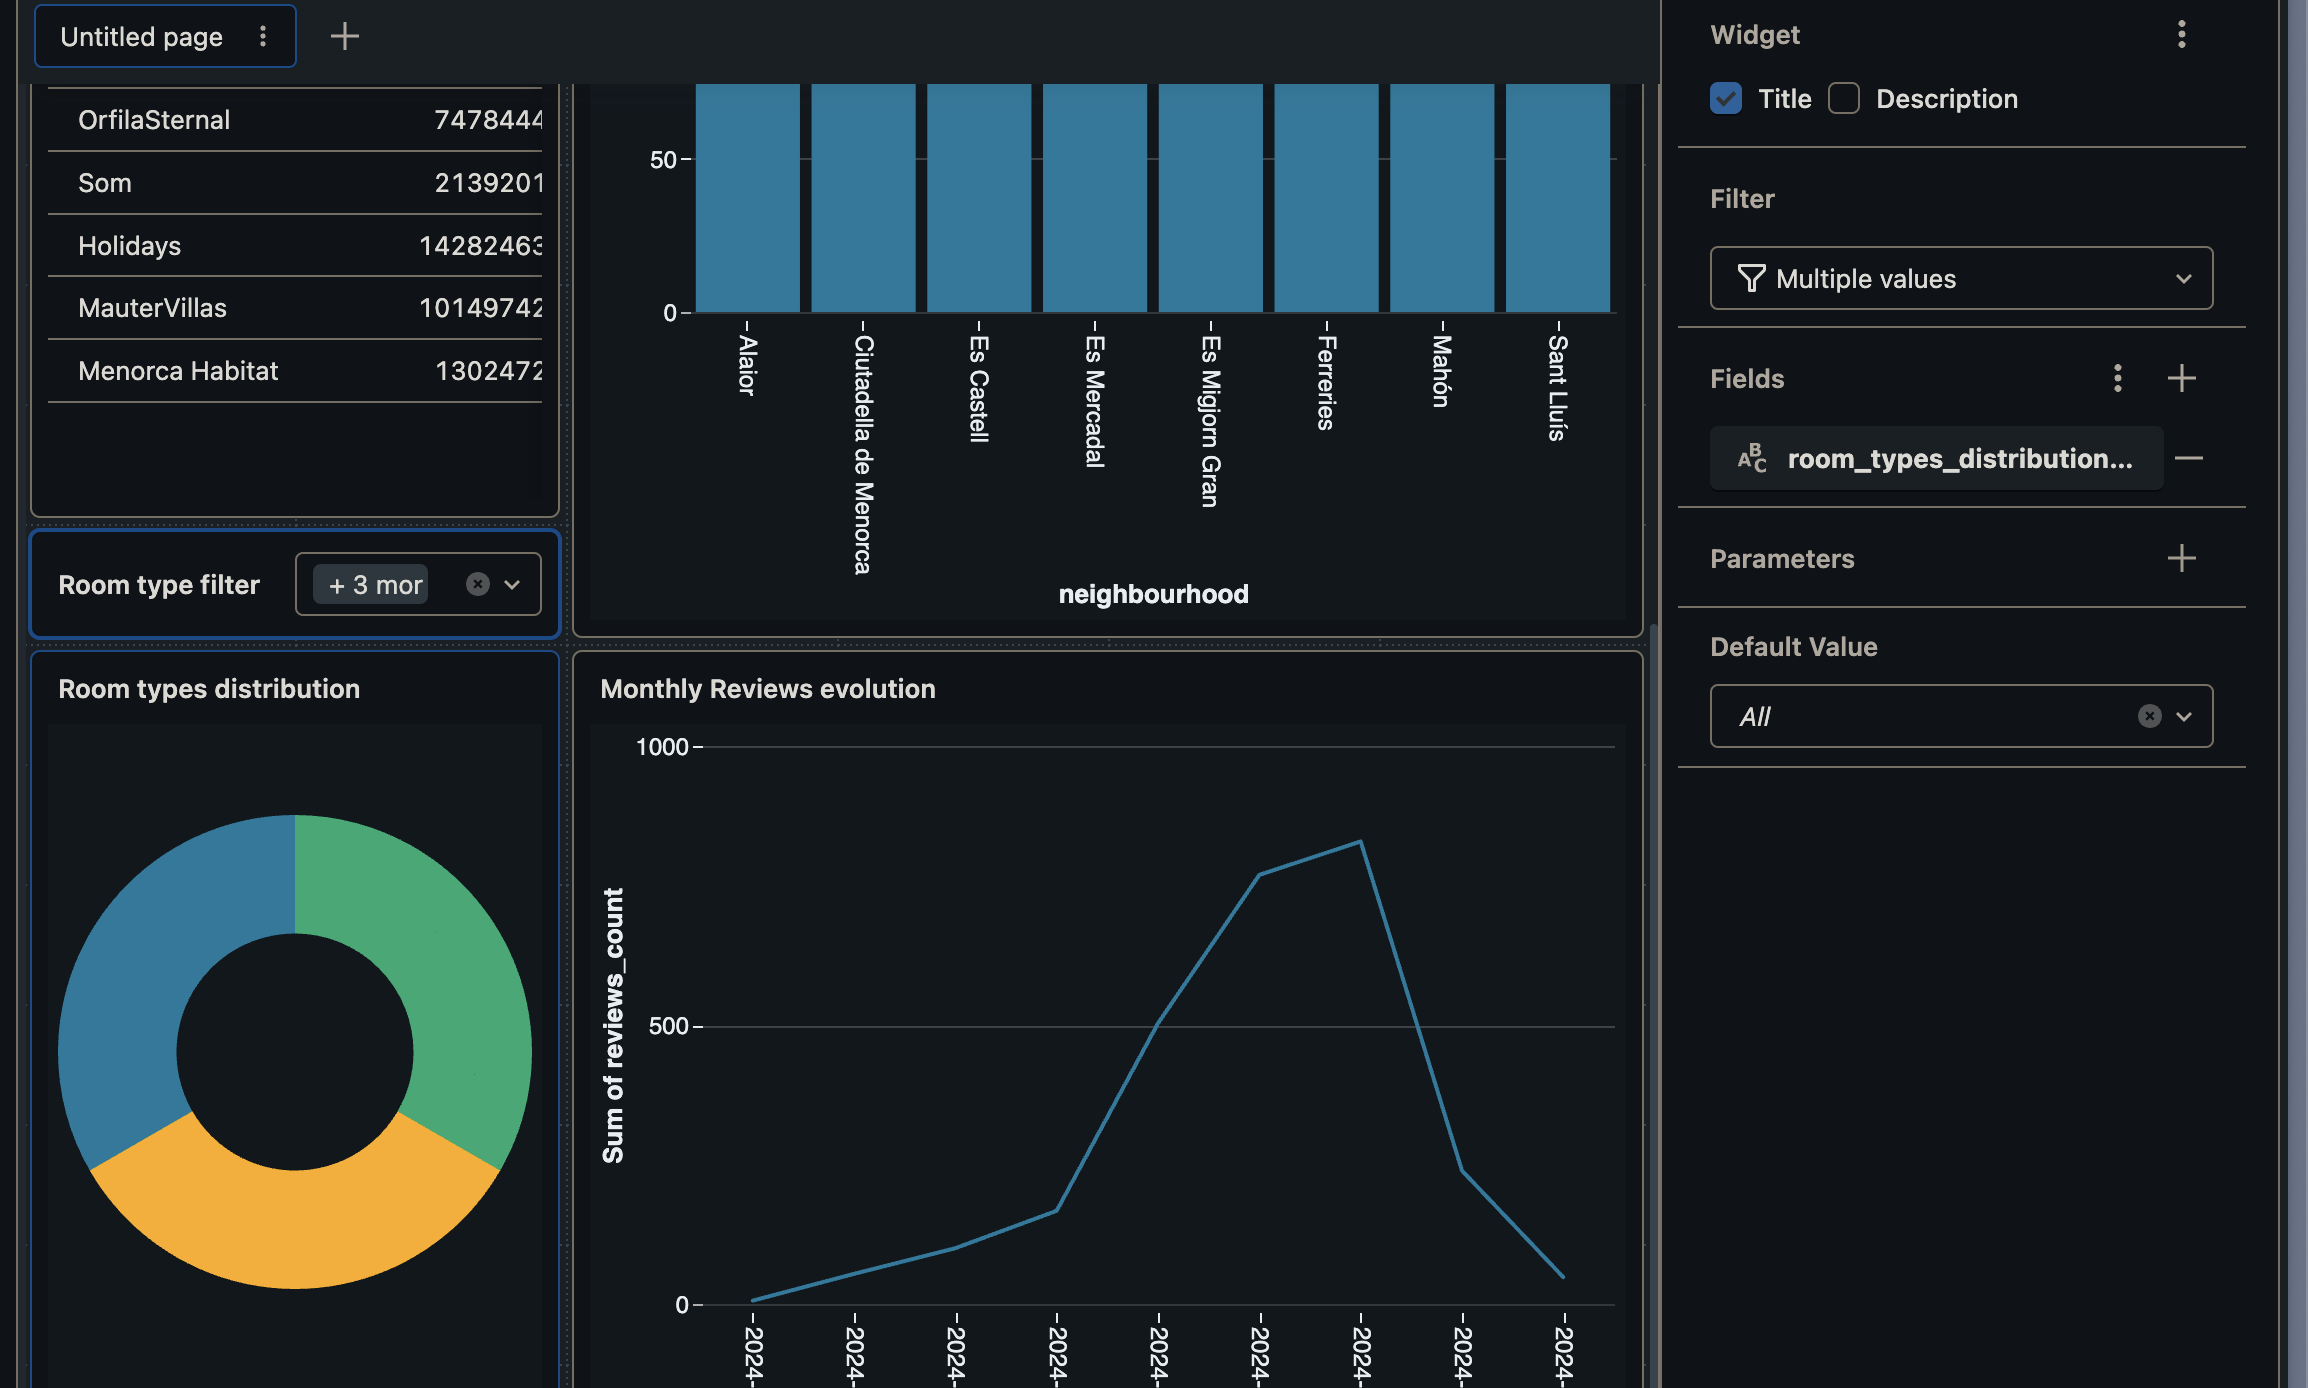 Untitled page
OrfilaSternal 7478444
Som 2139201
Holidays 14282463
MauterVillas 10149742
Menorca Habitat 1302472
50
0
Alaior
Ciutadella de Menorca
Es Castell
Es Mercadal
Es Migjorn Gran
Ferreries
Mahón
Sant Lluís
neighbourhood
Room type filter
+ 3 mor
Room types distribution
Monthly Reviews evolution
1000
500
0
Sum of reviews_count
2024-
2024-
2024-
2024-
2024-
2024-
2024-
2024-
2024-
Widget
Title Description
Filter
Multiple values
Fields
ABC room_types_distribution...
Parameters
Default Value
All